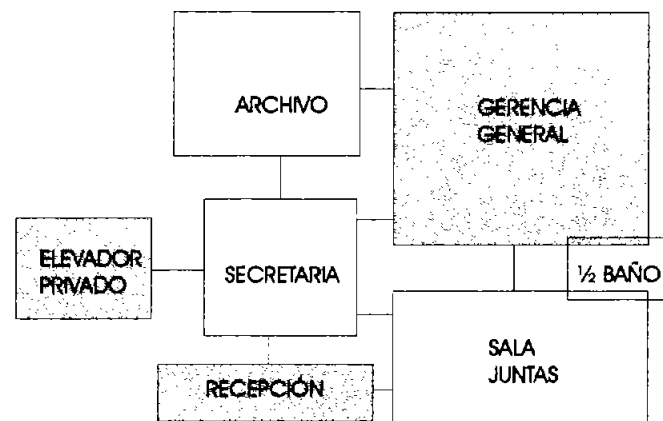 ARCHIVO
GERENCIA
GENERAL
ELEVADOR
PRIVADO
SECRETARIA
½ BAÑO
SALA
JUNTAS
RECEPCIÓN